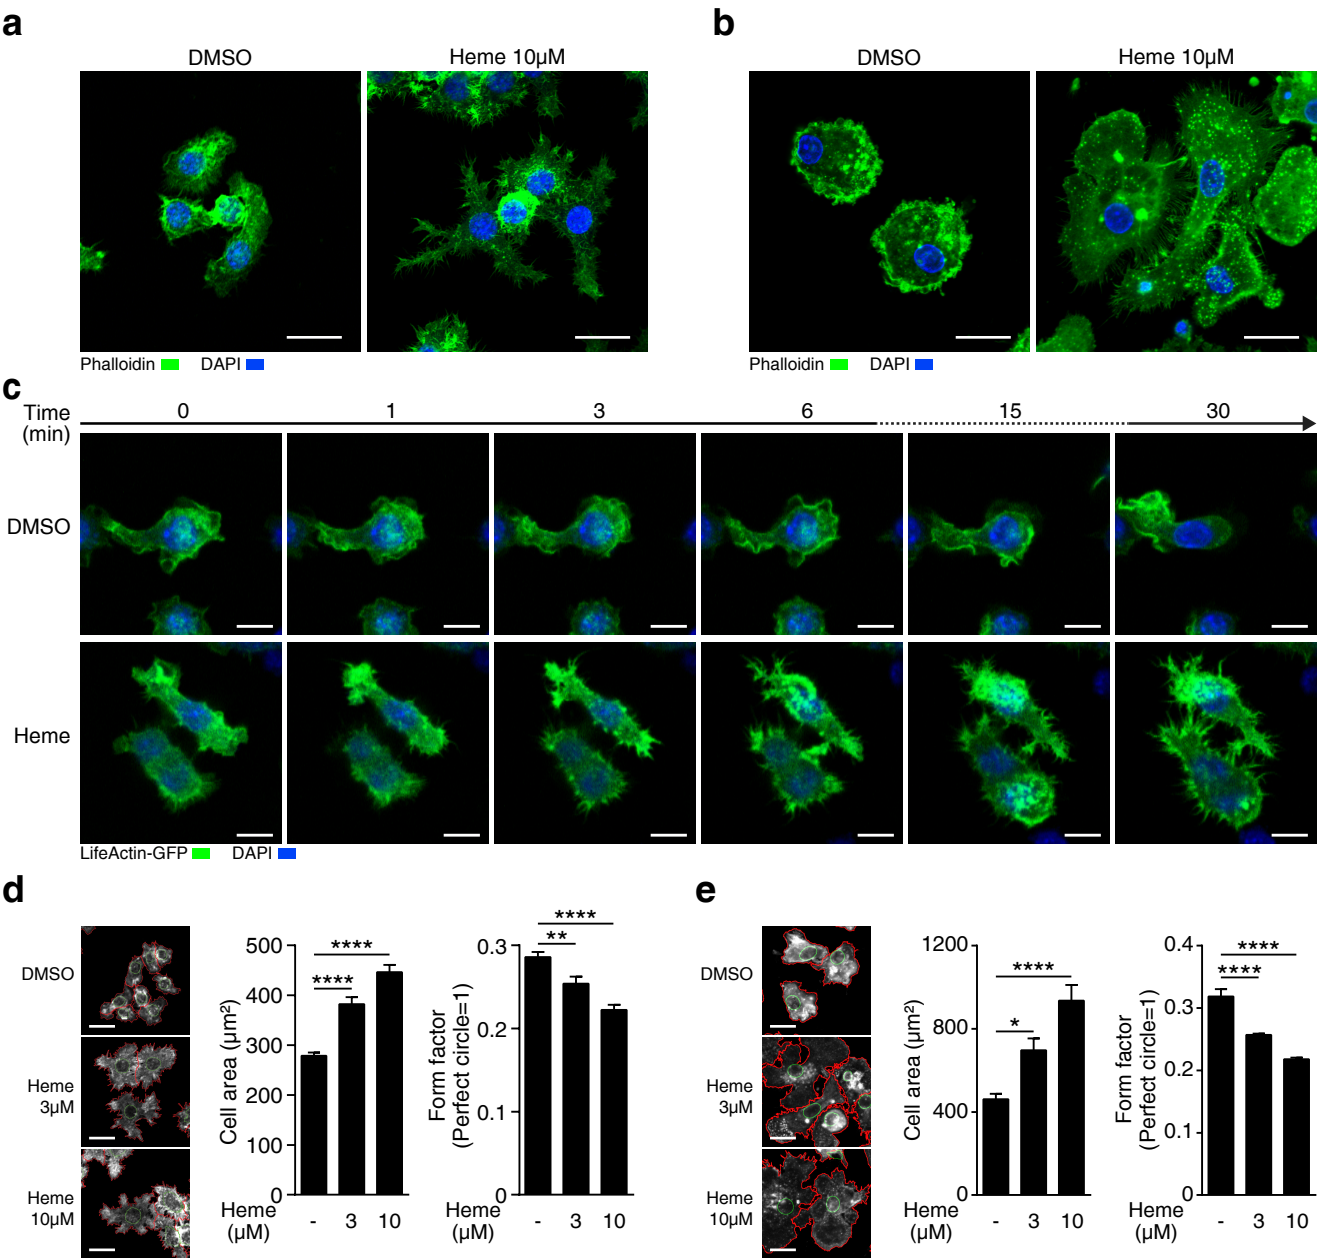 a
DMSO
Heme 10µM
Phalloidin
DAPI
b
DMSO
Heme 10µM
Phalloidin
DAPI
c
Time
(min)
0
1
3
6
15
30
DMSO
Heme
LifeActin-GFP
DAPI
d
DMSO
Heme
3µM
Heme
10µM
Cell area (µm²)
500
400
300
200
100
0
****
****
Heme
(µM)
-
3
10
Form factor
(Perfect circle=1)
0.3
0.2
0.1
0
****
**
Heme
(µM)
-
3
10
e
DMSO
Heme
3µM
Heme
10µM
Cell area (µm²)
1200
800
400
0
****
*
Heme
(µM)
-
3
10
Form factor
(Perfect circle=1)
0.4
0.3
0.2
0.1
0
****
****
Heme
(µM)
-
3
10